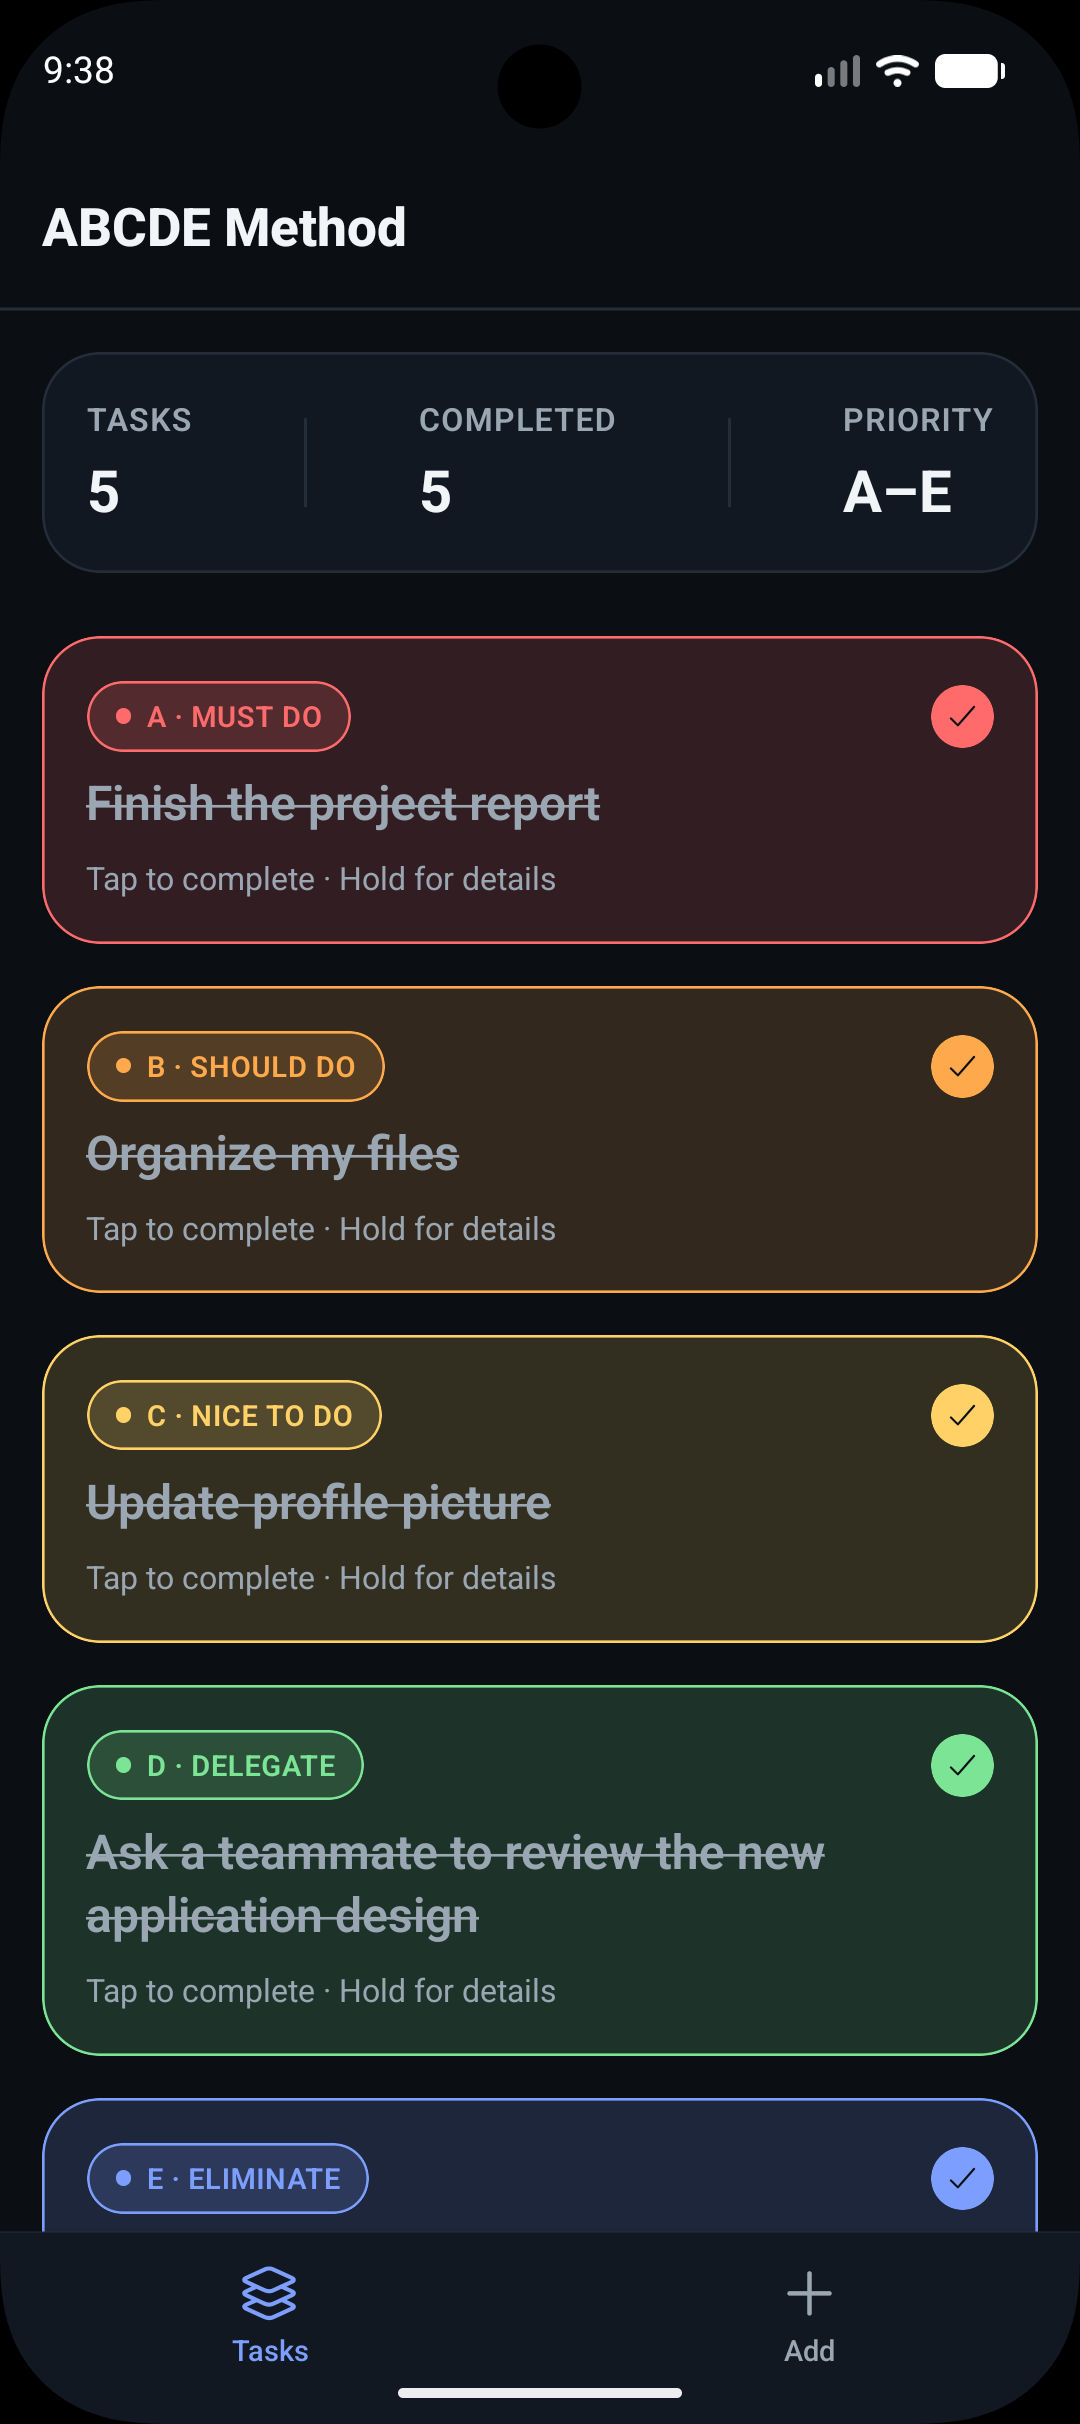 9:38
ABCDE Method
TASKS COMPLETED PRIORITY
5 5 A–E
A · MUST DO
Finish the project report
Tap to complete · Hold for details
B · SHOULD DO
Organize my files
Tap to complete · Hold for details
C · NICE TO DO
Update profile picture
Tap to complete · Hold for details
D · DELEGATE
Ask a teammate to review the new
application design
Tap to complete · Hold for details
E · ELIMINATE
Tasks Add